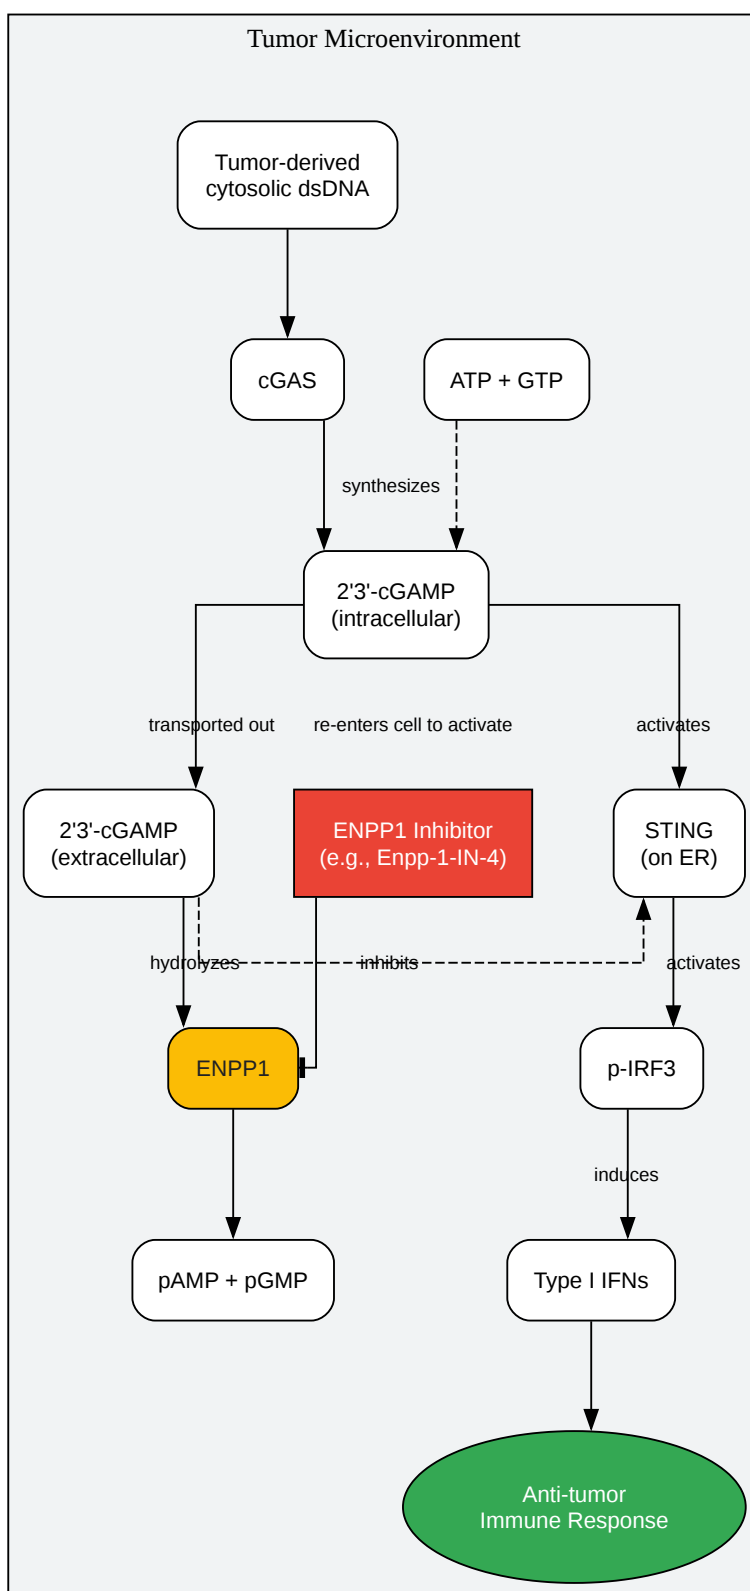 Tumor Microenvironment
Tumor-derived
cytosolic dsDNA
cGAS
ATP + GTP
synthesizes
2'3'-cGAMP
(intracellular)
transported out
re-enters cell to activate
activates
2'3'-cGAMP
(extracellular)
ENPP1 Inhibitor
(e.g., Enpp-1-IN-4)
STING
(on ER)
hydrolyzes
inhibits
activates
ENPP1
p-IRF3
induces
pAMP + pGMP
Type I IFNs
Anti-tumor
Immune Response